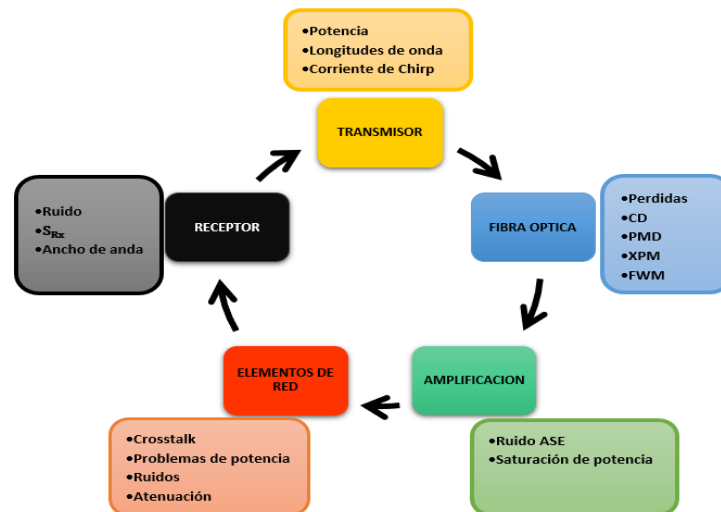 •Potencia
•Longitudes de onda
•Corriente de Chirp
TRANSMISOR
FIBRA OPTICA
•Perdidas
•CD
•PMD
•XPM
•FWM
AMPLIFICACION
•Ruido ASE
•Saturación de potencia
ELEMENTOS DE
RED
•Crosstalk
•Problemas de potencia
•Ruidos
•Atenuación
RECEPTOR
•Ruido
•S_Rx
•Ancho de anda